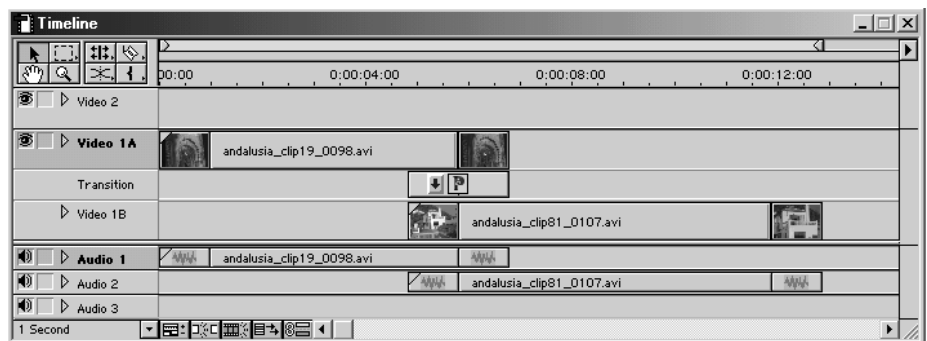 Timeline
00:00 0:00:04:00 0:00:08:00 0:00:12:00
Video 2
Video 1A andalusia_clip19_0098.avi
Transition
Video 1B andalusia_clip81_0107.avi
Audio 1 andalusia_clip19_0098.avi
Audio 2 andalusia_clip81_0107.avi
Audio 3
1 Second